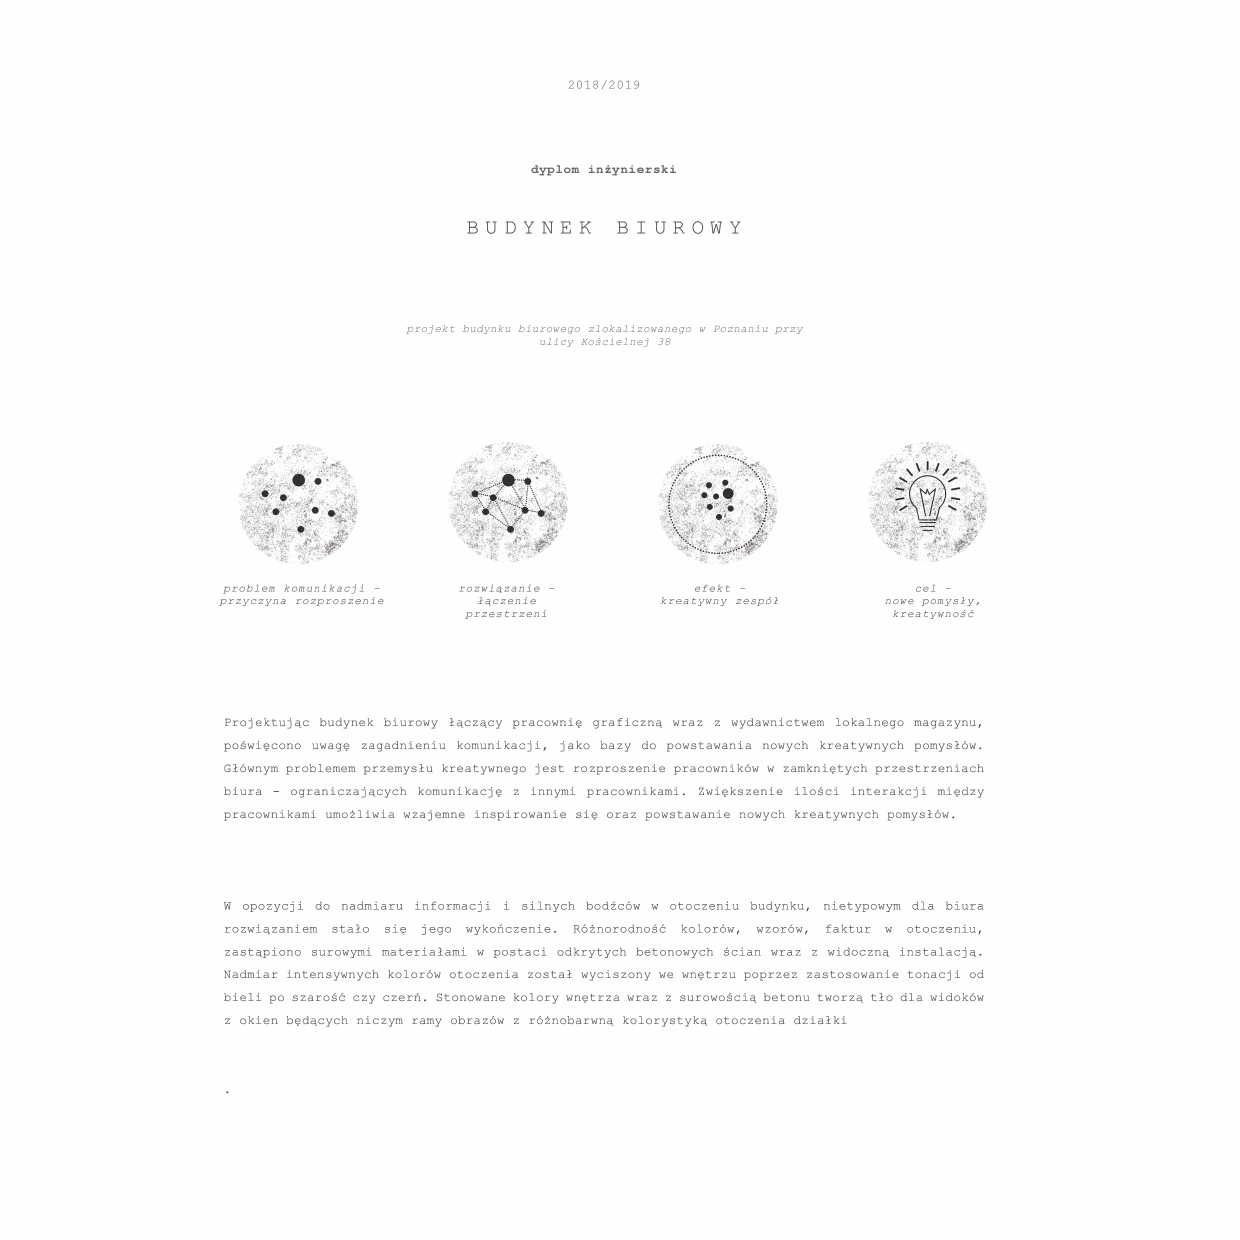 2018/2019
dyplom inżynierski
BUDYNEK BIUROWY
projekt budynku biurowego zlokalizowanego w Poznaniu przy
ulicy Kościelnej 38
problem komunikacji -
przyczyna rozproszenie
rozwiązanie -
łączenie
przestrzeni
efekt -
kreatywny zespół
cel -
nowe pomysły,
kreatywność
Projektując budynek biurowy łączący pracownię graficzną wraz z wydawnictwem lokalnego magazynu,
poświęcono uwagę zagadnieniu komunikacji, jako bazy do powstawania nowych kreatywnych pomysłów.
Głównym problemem przemysłu kreatywnego jest rozproszenie pracowników w zamkniętych przestrzeniach
biura - ograniczających komunikację z innymi pracownikami. Zwiększenie ilości interakcji między
pracownikami umożliwia wzajemne inspirowanie się oraz powstawanie nowych kreatywnych pomysłów.
W opozycji do nadmiaru informacji i silnych bodźców w otoczeniu budynku, nietypowym dla biura
rozwiązaniem stało się jego wykończenie. Różnorodność kolorów, wzorów, faktur w otoczeniu,
zastąpiono surowymi materiałami w postaci odkrytych betonowych ścian wraz z widoczną instalacją.
Nadmiar intensywnych kolorów otoczenia został wyciszony we wnętrzu poprzez zastosowanie tonacji od
bieli po szarość czy czerń. Stonowane kolory wnętrza wraz z surowością betonu tworzą tło dla widoków
z okien będących niczym ramy obrazów z różnobarwną kolorystyką otoczenia działki
.